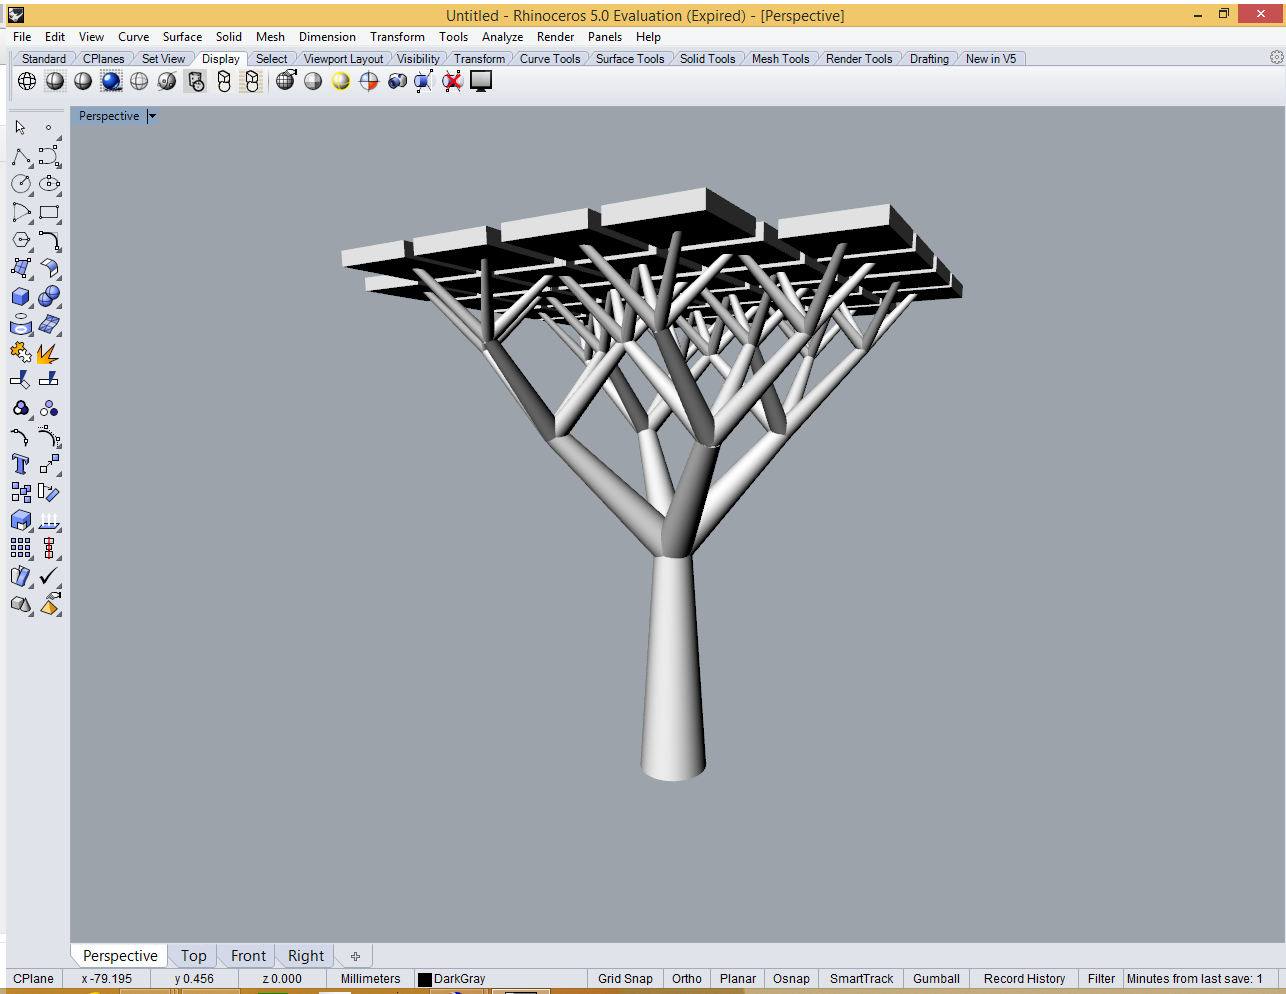 Untitled - Rhinoceros 5.0 Evaluation (Expired) - [Perspective]
File Edit View Curve Surface Solid Mesh Dimension Transform Tools Analyze Render Panels Help
Standard CPlanes Set View Display Select Viewport Layout Visibility Transform Curve Tools Surface Tools Solid Tools Mesh Tools Render Tools Drafting New in V5
Perspective
Perspective Top Front Right
CPlane x -79.195 y 0.456 z 0.000 Millimeters DarkGray Grid Snap Ortho Planar Osnap SmartTrack Gumball Record History Filter Minutes from last save: 1